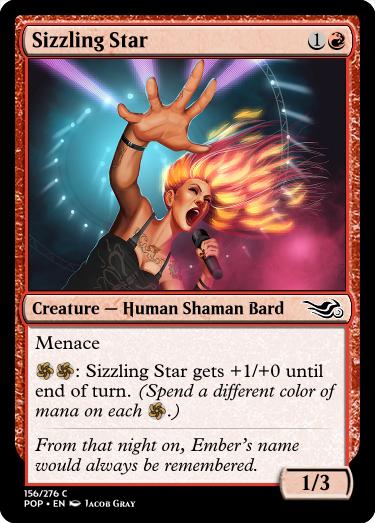 Sizzling Star 1
Creature — Human Shaman Bard
Menace
: Sizzling Star gets +1/+0 until
end of turn. (Spend a different color of
mana on each .)
From that night on, Ember's name
would always be remembered.
1/3
156/276 C
POP • EN Jacob Gray